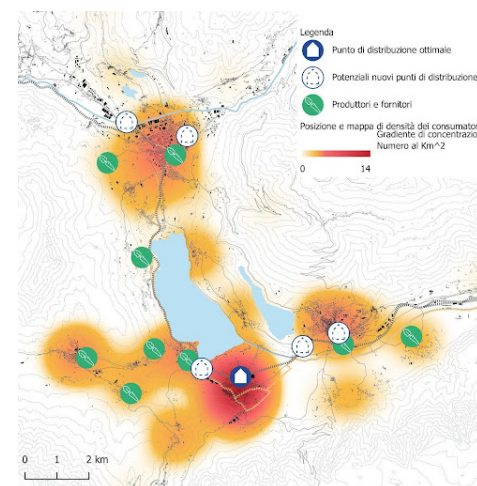 Legenda
Punto di distribuzione ottimale
Potenziali nuovi punti di distribuzione
Produttori e fornitori
Posizione e mappa di densità dei consumator
Gradiente di concentrazio
Numero al Km^2
0 14
0 1 2 km